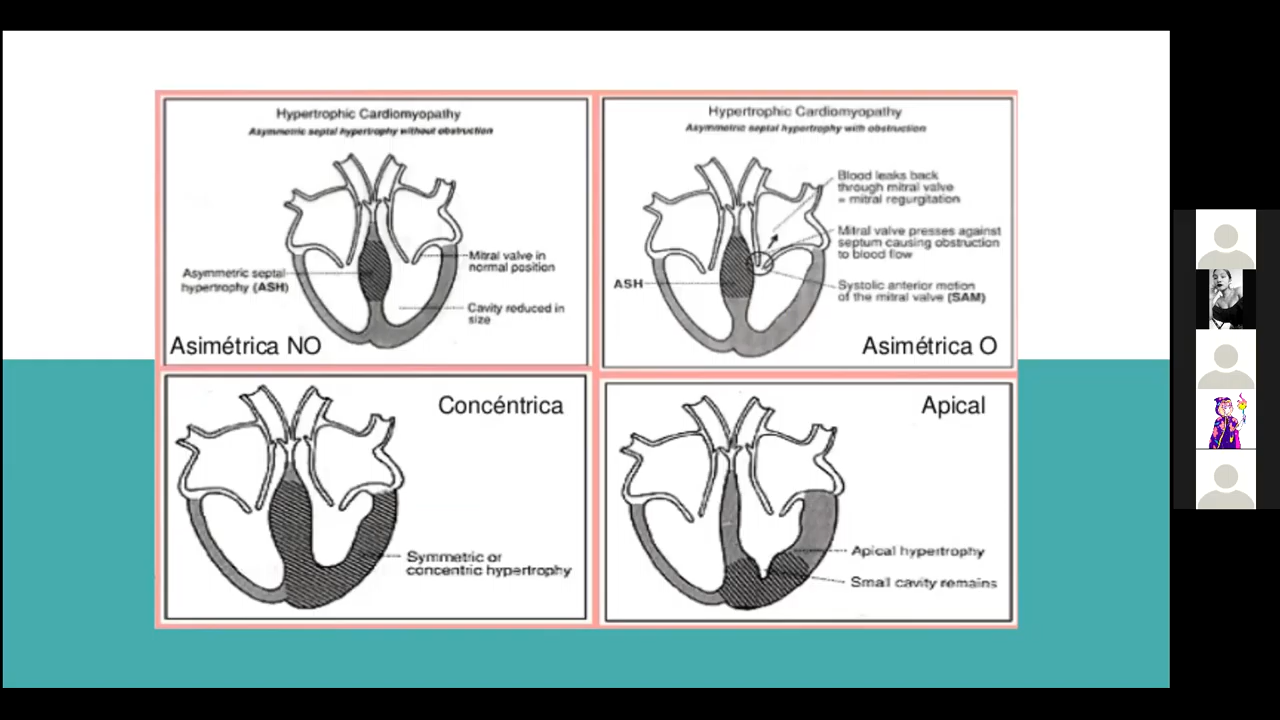 Hypertrophic Cardiomyopathy
Asymmetric septal hypertrophy without obstruction
Asymmetric septal
hypertrophy (ASH)
Mitral valve in
normal position
Cavity reduced in
size
Asimétrica NO
Hypertrophic Cardiomyopathy
Asymmetric septal hypertrophy with obstruction
Blood leaks back
through mitral valve
= mitral regurgitation
Mitral valve presses against
septum causing obstruction
to blood flow
ASH
Systolic anterior motion
of the mitral valve (SAM)
Asimétrica O
Concéntrica
Symmetric or
concentric hypertrophy
Apical
Apical hypertrophy
Small cavity remains